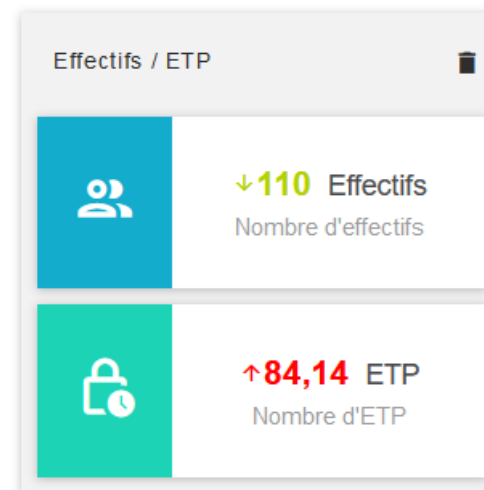 Effectifs / ETP
↓110 Effectifs
Nombre d'effectifs
↑84,14 ETP
Nombre d'ETP